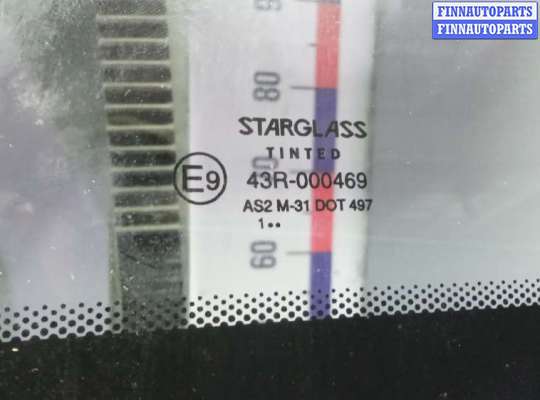 FINNAUTOPARTS
FINNAUTOPARTS
80
STARGLASS
TINTED
E9 43R-000469
AS2 M-31 DOT 497
1••
60